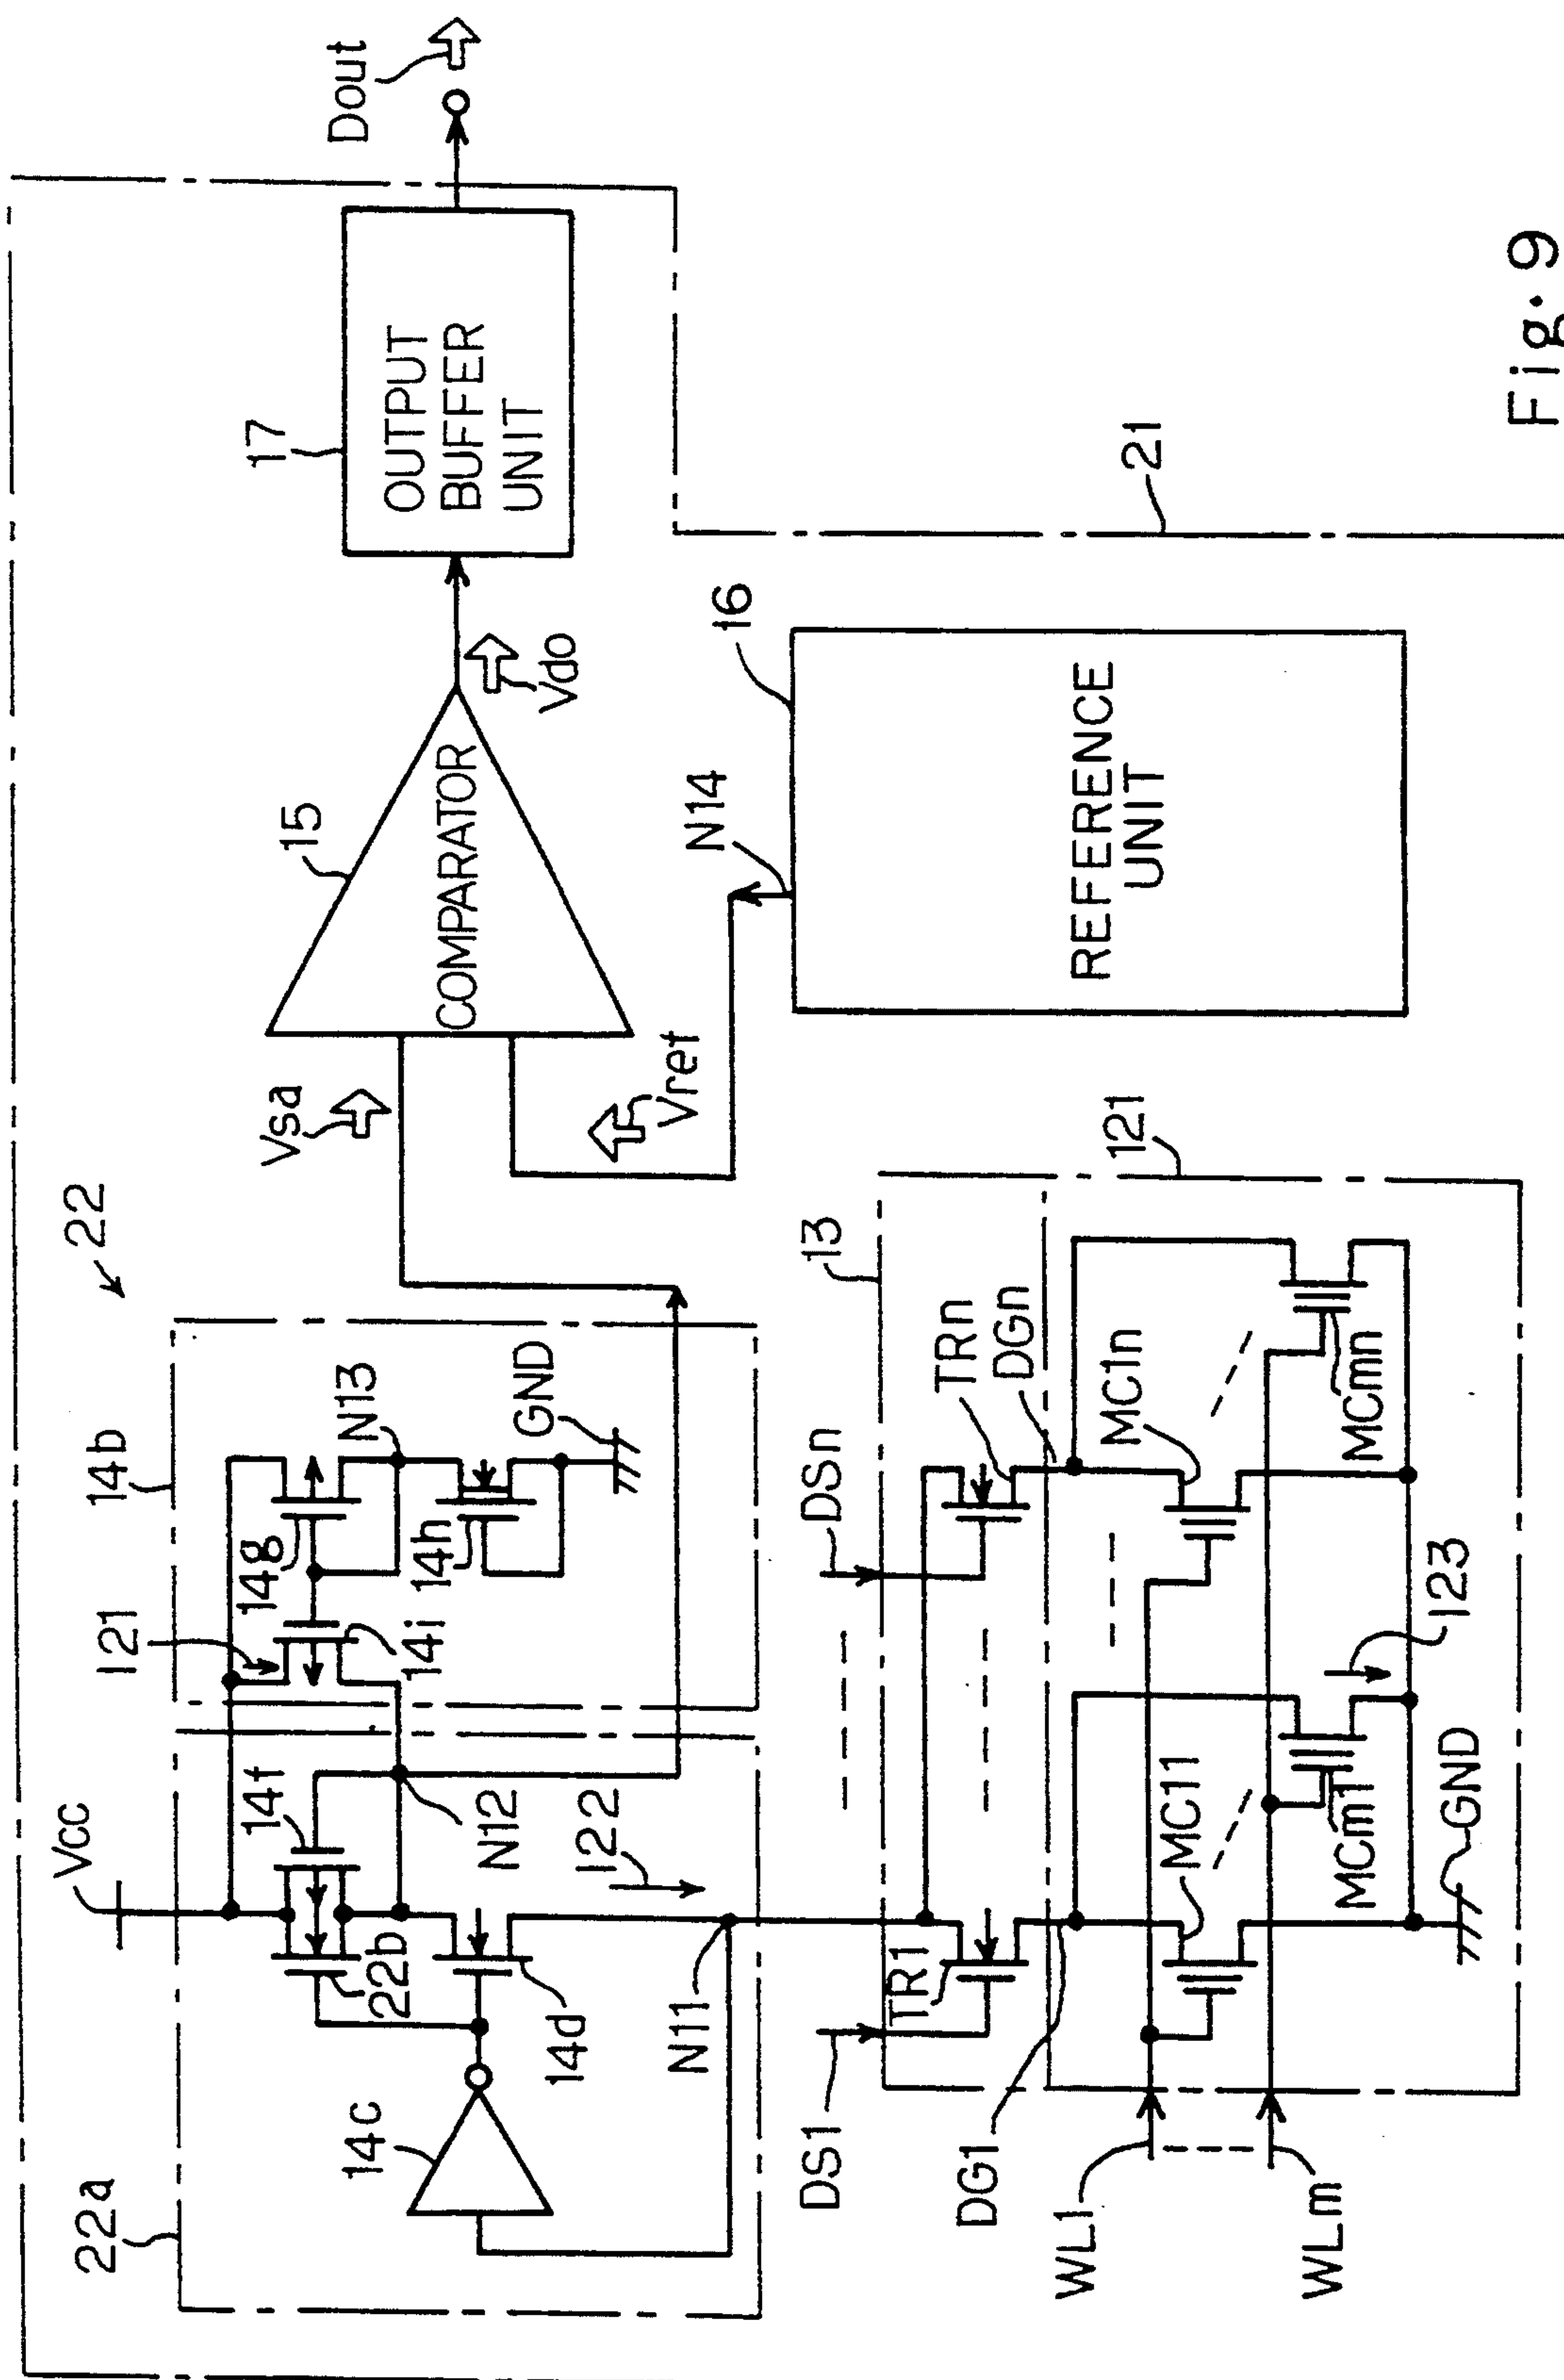 Vcc
22a
14f
22b
14c
14d
N12
122
N11
14b
121
14g
14i
N13
14h
GND
22
Vsa
Vref
15
COMPARATOR
Vdo
17
OUTPUT
BUFFER
UNIT
Dout
N14
16
REFERENCE
UNIT
21
DS1
DSn
13
TR1
TRn
DG1
DGn
121
MC11
MC1n
MCm1
MCmn
123
WL1
WLm
GND
Fig. 9